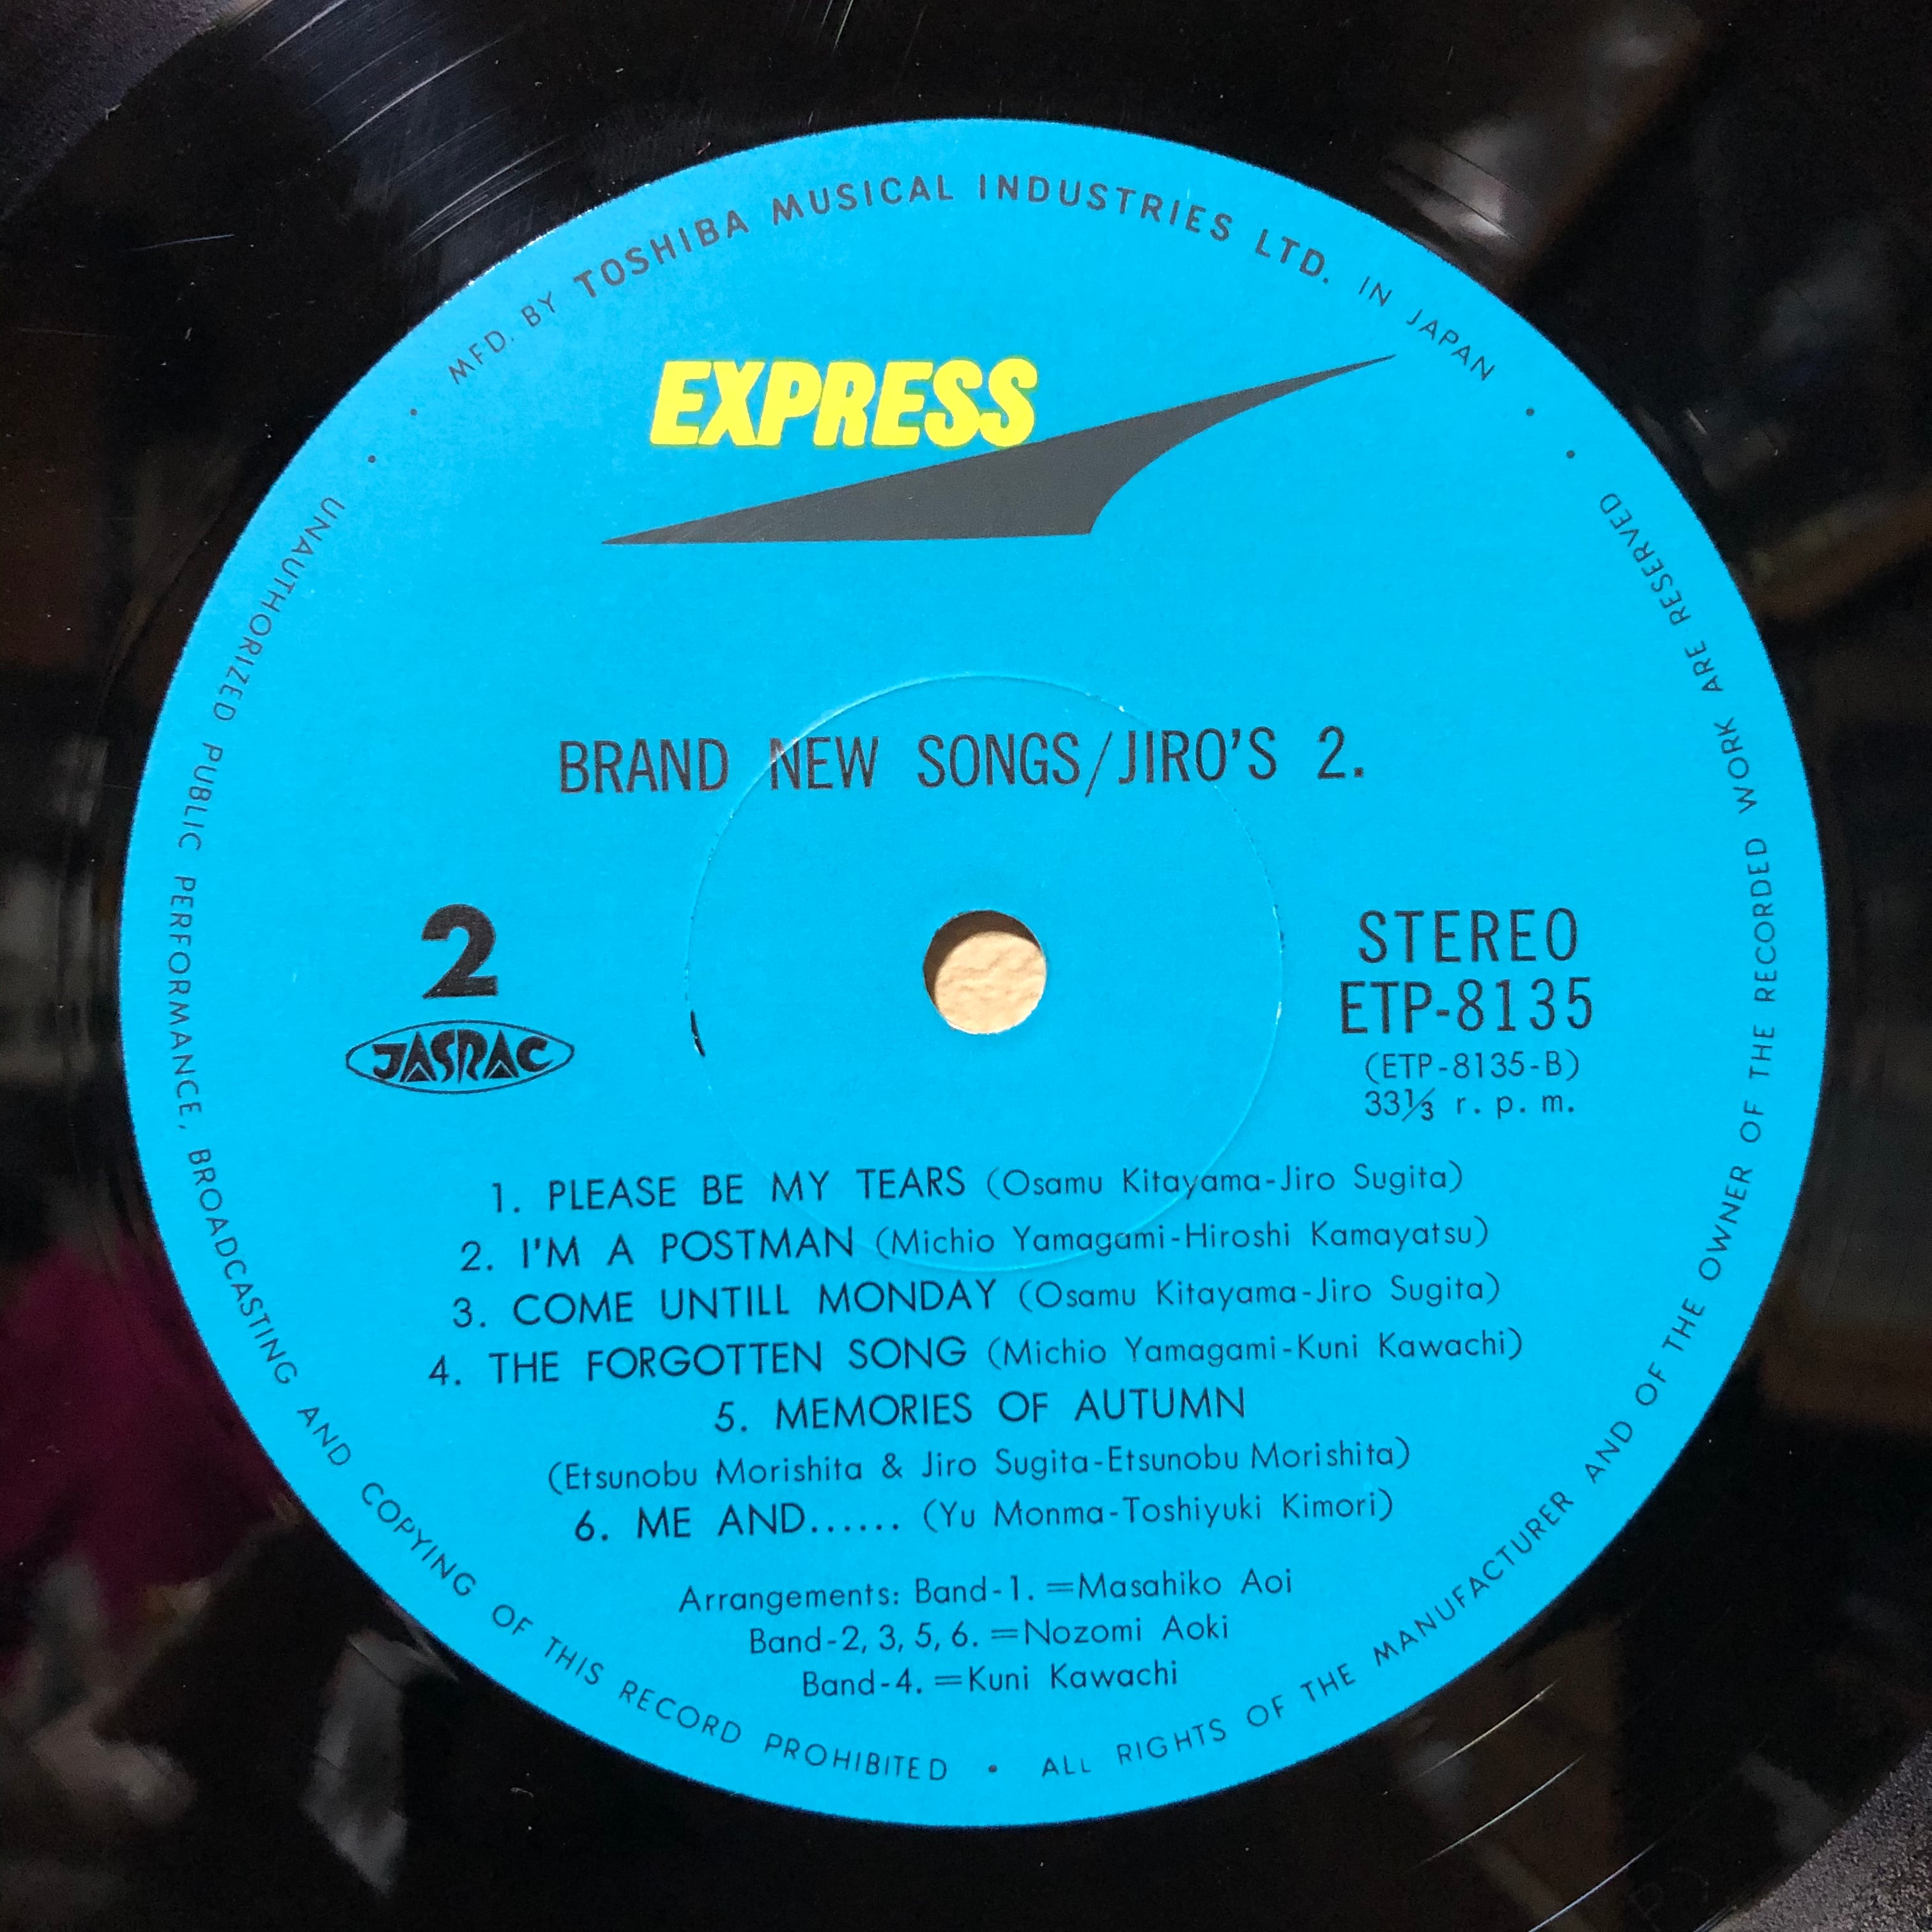 MFD. BY TOSHIBA MUSICAL INDUSTRIES LTD. IN JAPAN
EXPRESS
BRAND NEW SONGS/JIRO'S 2.
2
JASRAC
STEREO
ETP-8135
(ETP-8135-B)
33⅓ r. p. m.
1. PLEASE BE MY TEARS (Osamu Kitayama-Jiro Sugita)
2. I'M A POSTMAN (Michio Yamagami-Hiroshi Kamayatsu)
3. COME UNTILL MONDAY (Osamu Kitayama-Jiro Sugita)
4. THE FORGOTTEN SONG (Michio Yamagami-Kuni Kawachi)
5. MEMORIES OF AUTUMN
(Etsunobu Morishita & Jiro Sugita-Etsunobu Morishita)
6. ME AND...... (Yu Monma-Toshiyuki Kimori)
Arrangements: Band-1. =Masahiko Aoi
Band-2, 3, 5, 6. =Nozomi Aoki
Band-4. =Kuni Kawachi
UNAUTHORIZED PUBLIC PERFORMANCE, BROADCASTING AND COPYING OF THIS RECORD PROHIBITED • ALL RIGHTS OF THE MANUFACTURER AND OF THE OWNER OF THE RECORDED WORK ARE RESERVED